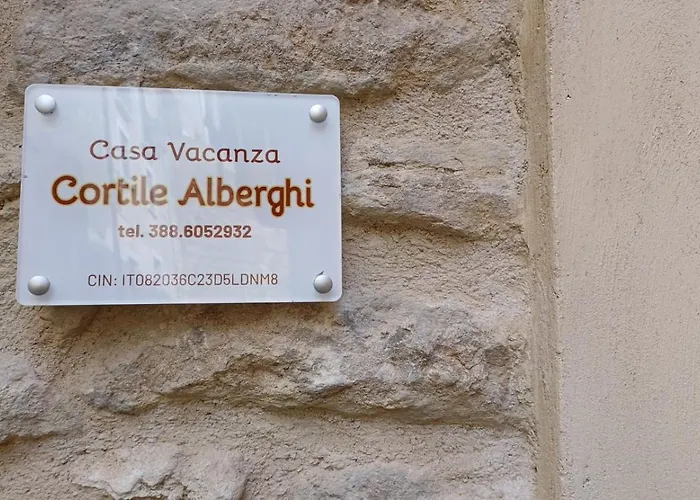 Casa Vacanza
Cortile Alberghi
tel. 388.6052932
CIN: IT082036C23D5LDNM8